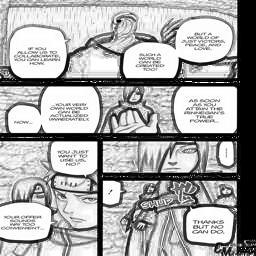 BUT A
WORLD OF
JUST VICTORS,
PEACE, AND
LOVE.
SUCH A
WORLD
CAN BE
CREATED
TOO!
IF YOU
ALLOW US TO
COLLABORATE,
YOU CAN LEARN
HOW.
AS SOON
AS YOU
ATTAIN THE
RINNEGAN'S
TRUE
POWER...
YOUR VERY
OWN WORLD
CAN BE
ACTUALIZED
IMMEDIATELY.
NOW...
YOU JUST
WANT TO
USE US,
NO?
YOUR OFFER
SOUNDS
WAY TOO
CONVENIENT...
SHUP
THANKS
BUT NO
CAN DO.